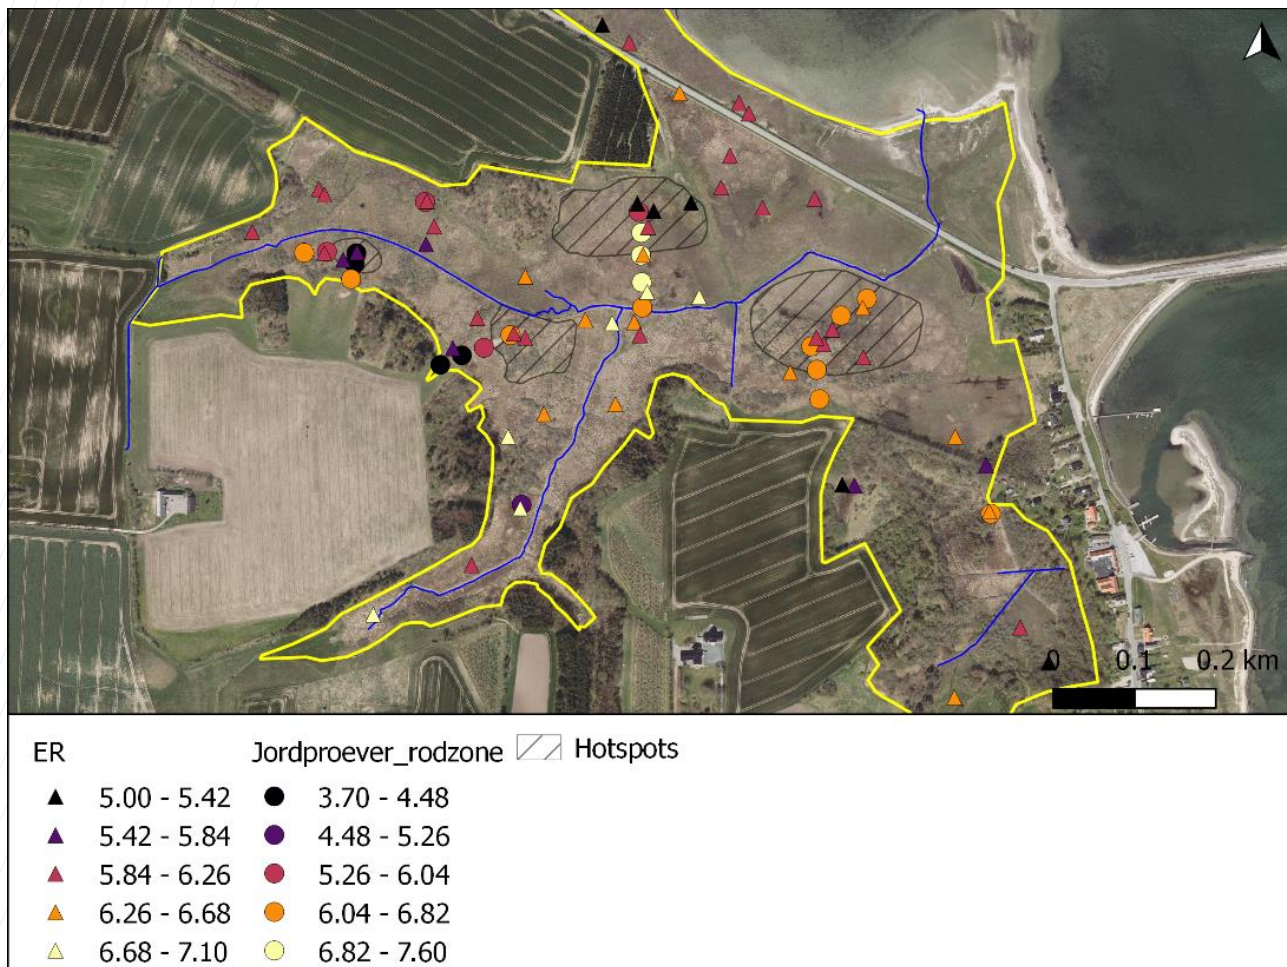 0 0.1 0.2 km
ER Jordproever_rodzone Hotspots
5.00 - 5.42 3.70 - 4.48
5.42 - 5.84 4.48 - 5.26
5.84 - 6.26 5.26 - 6.04
6.26 - 6.68 6.04 - 6.82
6.68 - 7.10 6.82 - 7.60